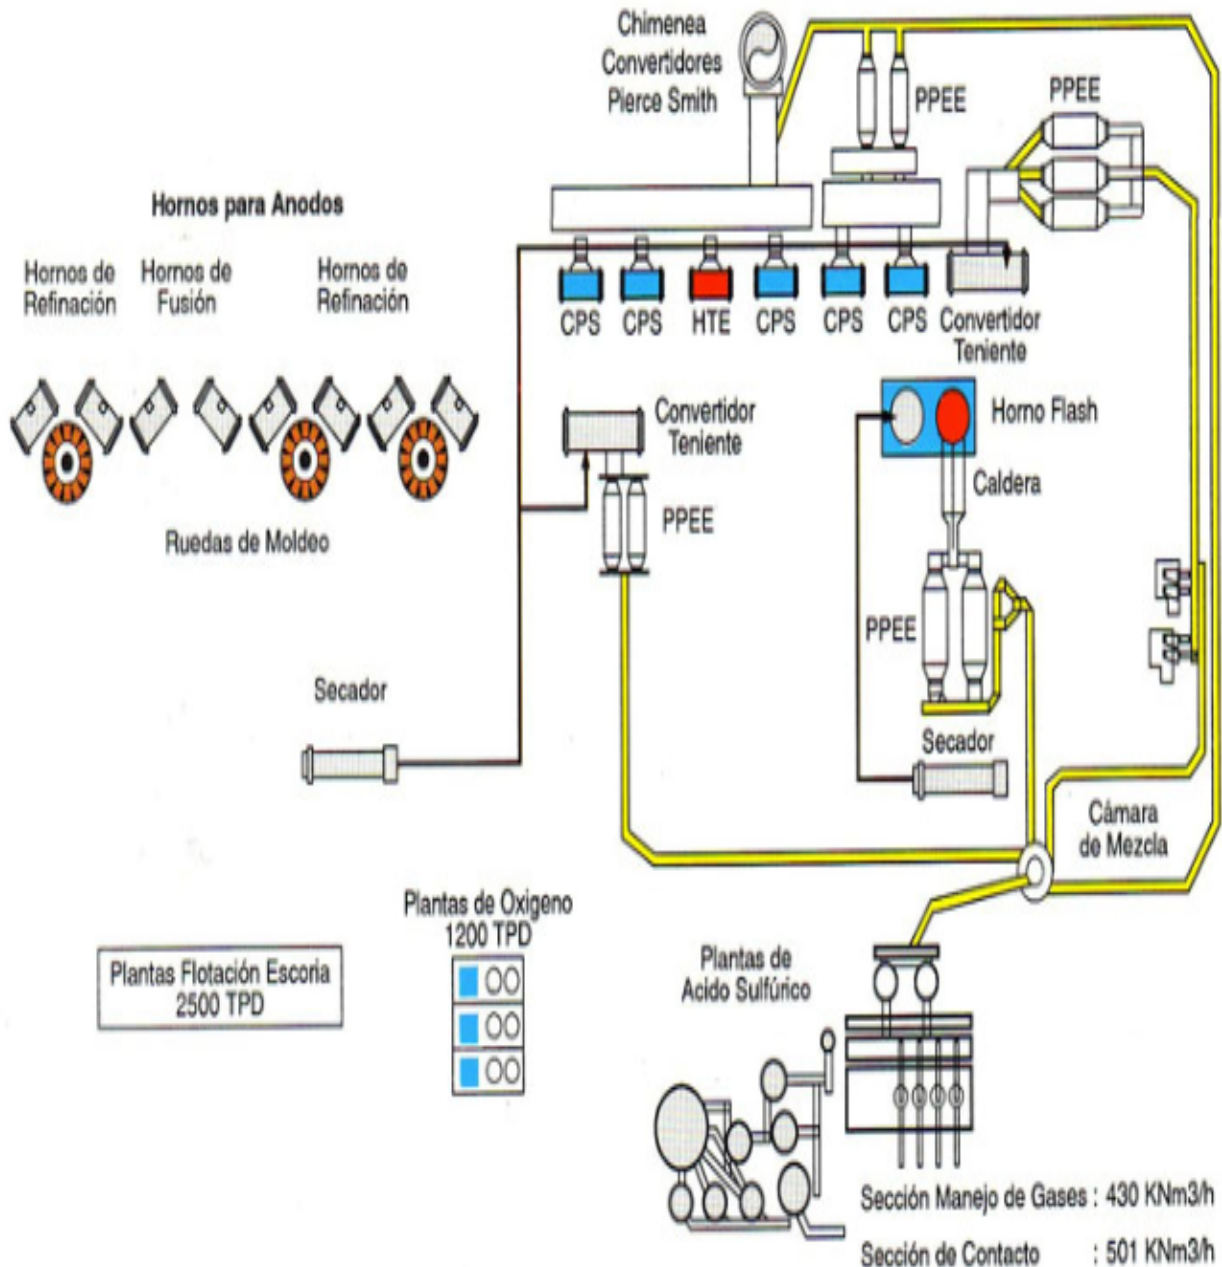 Chimenea
Convertidores
Pierce Smith
PPEE
PPEE
Hornos para Anodos
Hornos de
Refinación
Hornos de
Fusión
Hornos de
Refinación
CPS
CPS
HTE
CPS
CPS
CPS
Convertidor
Teniente
Convertidor
Teniente
Horno Flash
Caldera
PPEE
Ruedas de Moldeo
PPEE
Secador
Secador
Cámara
de Mezcla
Plantas de Oxigeno
1200 TPD
Plantas Flotación Escoria
2500 TPD
Plantas de
Acido Sulfúrico
Sección Manejo de Gases : 430 KNm3/h
Sección de Contacto : 501 KNm3/h